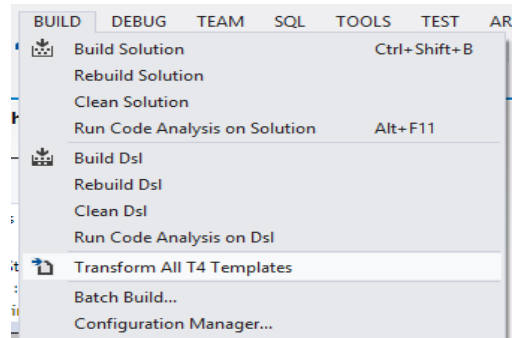 BUILD DEBUG TEAM SQL TOOLS TEST AR
Build Solution Ctrl+Shift+B
Rebuild Solution
Clean Solution
Run Code Analysis on Solution Alt+F11
Build Dsl
Rebuild Dsl
Clean Dsl
Run Code Analysis on Dsl
Transform All T4 Templates
Batch Build...
Configuration Manager...